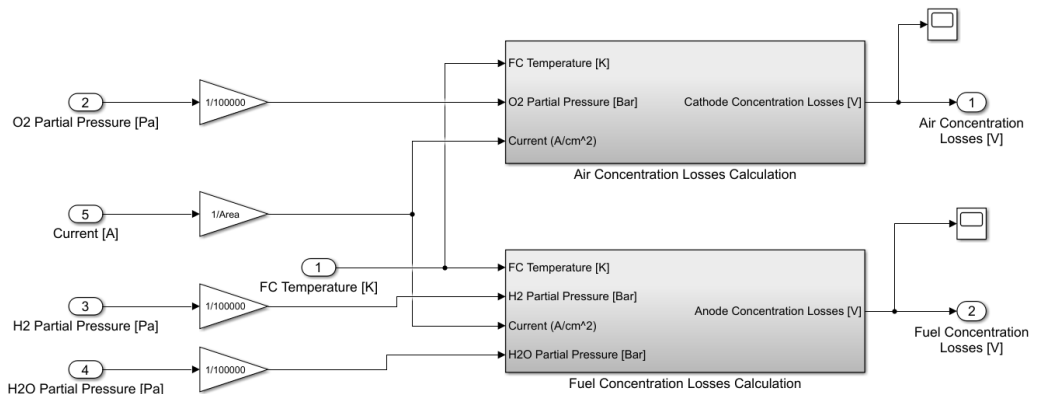 FC Temperature [K]
2
1/100000
O2 Partial Pressure [Bar]
Cathode Concentration Losses [V]
1
O2 Partial Pressure [Pa]
Air Concentration
Losses [V]
Current (A/cm^2)
Air Concentration Losses Calculation
5
1/Area
Current [A]
1
FC Temperature [K]
FC Temperature [K]
3
1/100000
H2 Partial Pressure [Bar]
Anode Concentration Losses [V]
2
H2 Partial Pressure [Pa]
Current (A/cm^2)
Fuel Concentration
Losses [V]
4
1/100000
H2O Partial Pressure [Bar]
H2O Partial Pressure [Pa]
Fuel Concentration Losses Calculation